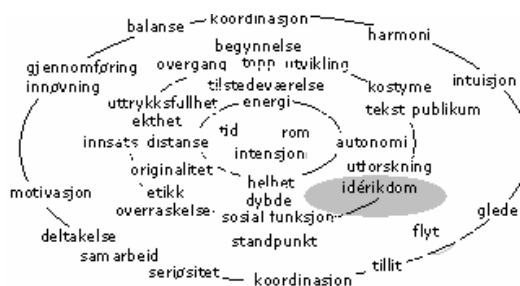 koordinasjon
balanse
harmoni
begynnelse
overgang topp utvikling
gjennomføring
innøvning
intuisjon
tilstedeværelse
kostyme
energi
uttrykksfullhet
tekst publikum
ekthet
tid rom
innsats distanse
autonomi
intensjon
originalitet
utforskning
helhet
idérikdom
motivasjon
etikk
dybde
overraskelse
sosial funksjon
glede
flyt
deltakelse
standpunkt
samarbeid
tillit
seriøsitet
koordinasjon